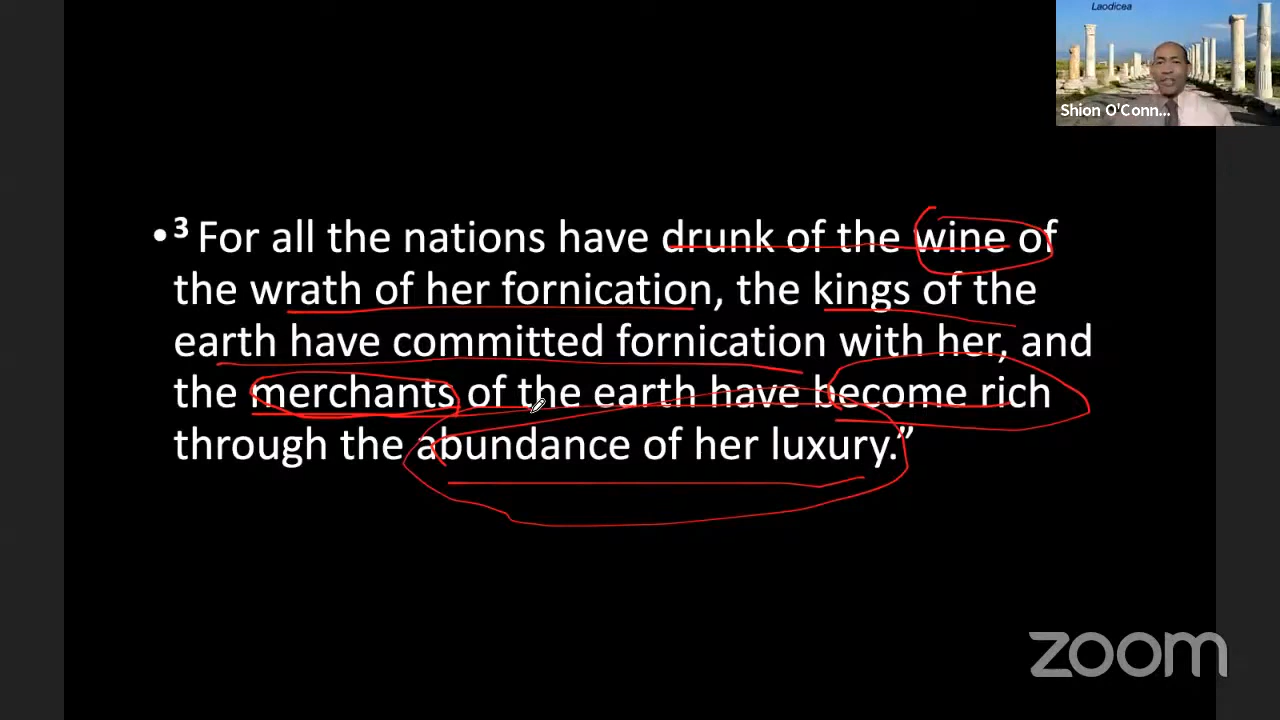 Laodicea
Shion O'Conn...
• ³ For all the nations have drunk of the wine of
the wrath of her fornication, the kings of the
earth have committed fornication with her, and
the merchants of the earth have become rich
through the abundance of her luxury.”
zoom